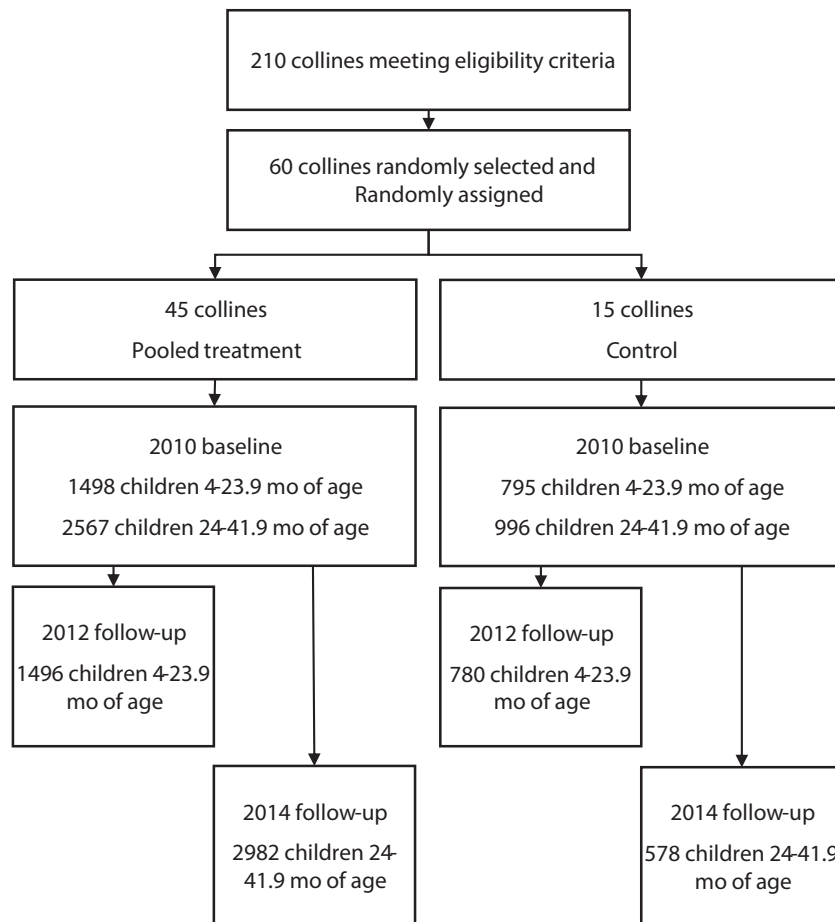 210 collines meeting eligibility criteria
60 collines randomly selected and
Randomly assigned
45 collines
Pooled treatment
15 collines
Control
2010 baseline
1498 children 4-23.9 mo of age
2567 children 24-41.9 mo of age
2010 baseline
795 children 4-23.9 mo of age
996 children 24-41.9 mo of age
2012 follow-up
1496 children 4-23.9
mo of age
2012 follow-up
780 children 4-23.9
mo of age
2014 follow-up
2982 children 24-
41.9 mo of age
2014 follow-up
578 children 24-41.9
mo of age